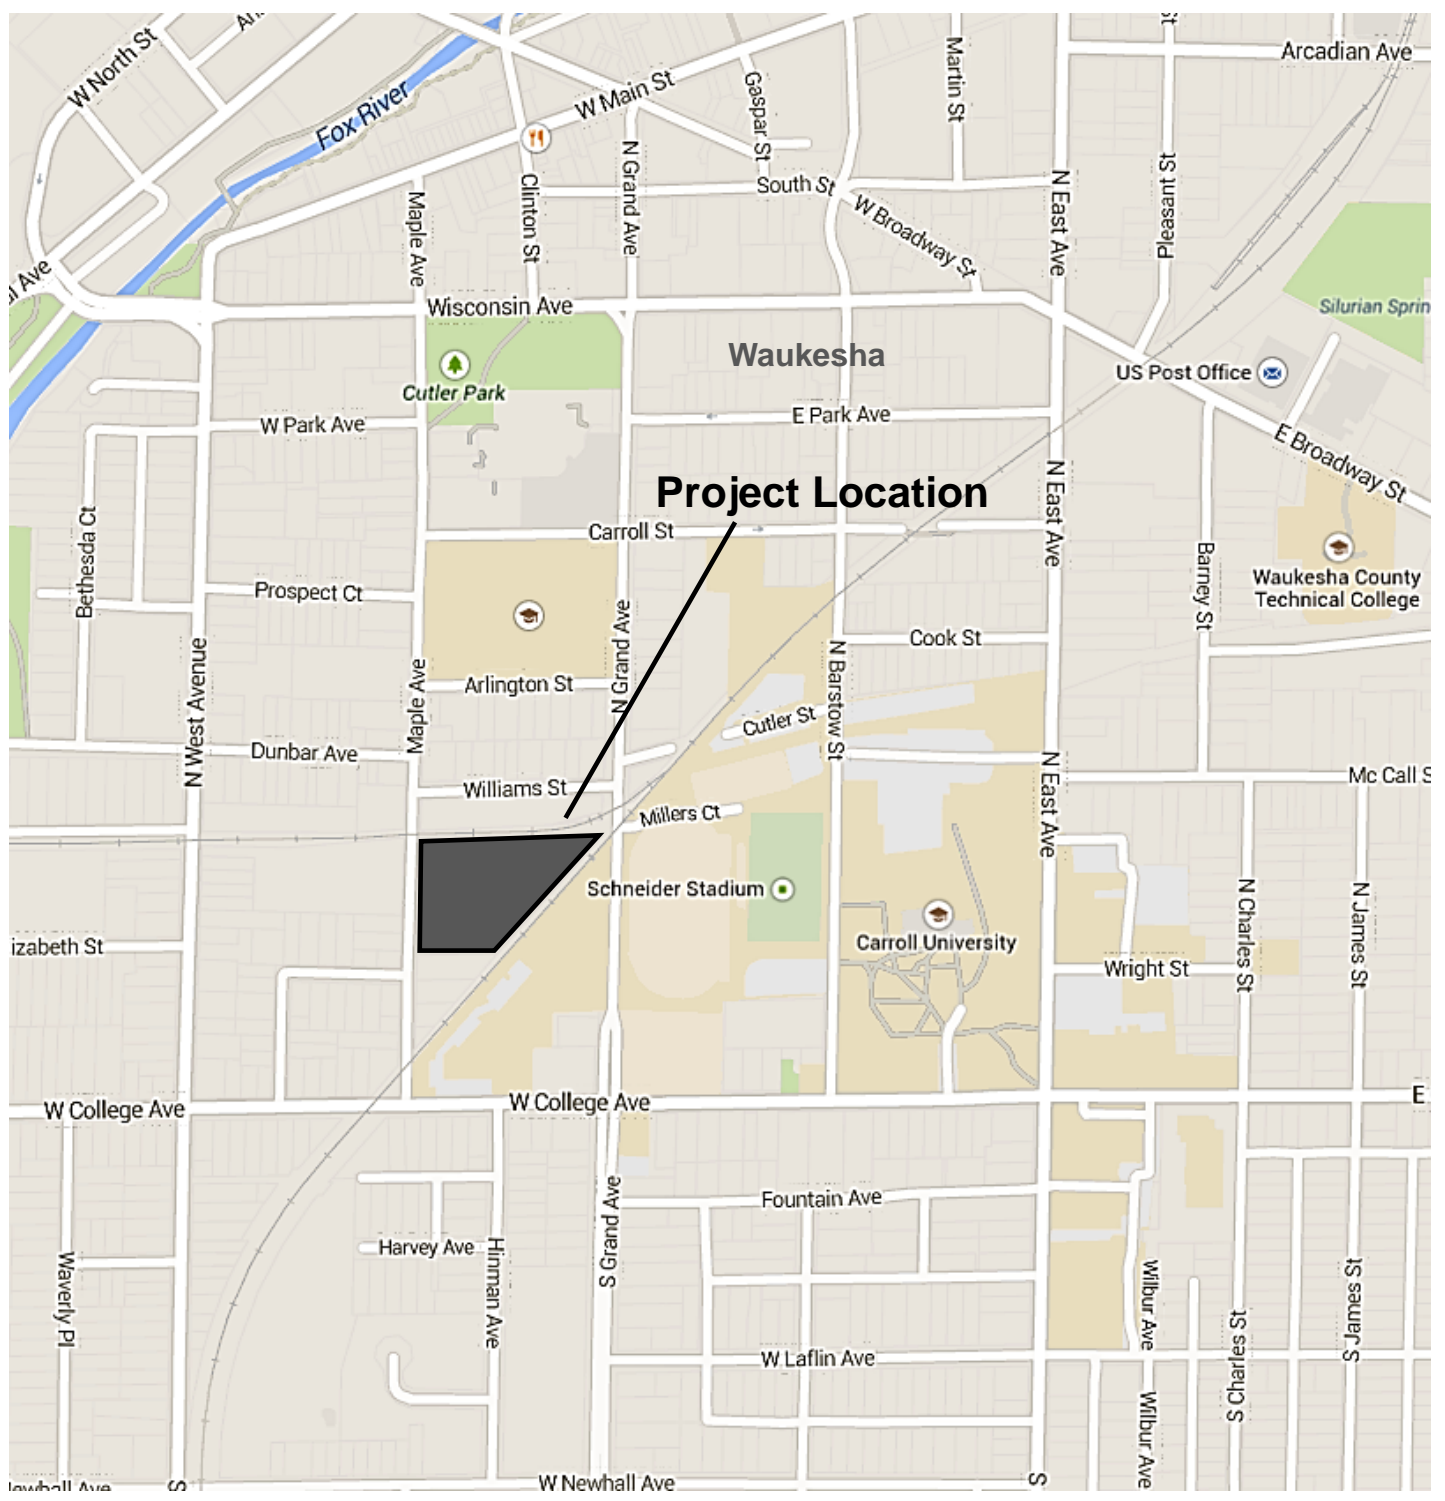 W North St
Fox River
W Main St
Gaspar St
Martin St
Arcadian Ave
Pleasant St
N Grand Ave
Clinton St
Maple Ave
South St
W Broadway St
N East Ave
Wisconsin Ave
Silurian Sprin
Waukesha
US Post Office
Cutler Park
W Park Ave
E Park Ave
E Broadway St
Project Location
N East Ave
Bethesda Ct
Carroll St
Barney St
Waukesha County
Technical College
Prospect Ct
N Grand Ave
Cook St
N West Avenue
Maple Ave
Arlington St
N Barstow St
Cutler St
Dunbar Ave
N East Ave
Williams St
Mc Call S
Millers Ct
Schneider Stadium
Carroll University
N Charles St
N James St
izabeth St
Wright St
W College Ave
W College Ave
E
Fountain Ave
S Grand Ave
Harvey Ave
Hinman Ave
Waverly Pl
Wilbur Ave
S Charles St
S James St
W Laflin Ave
Wilbur Ave
W Newhall Ave
S
S